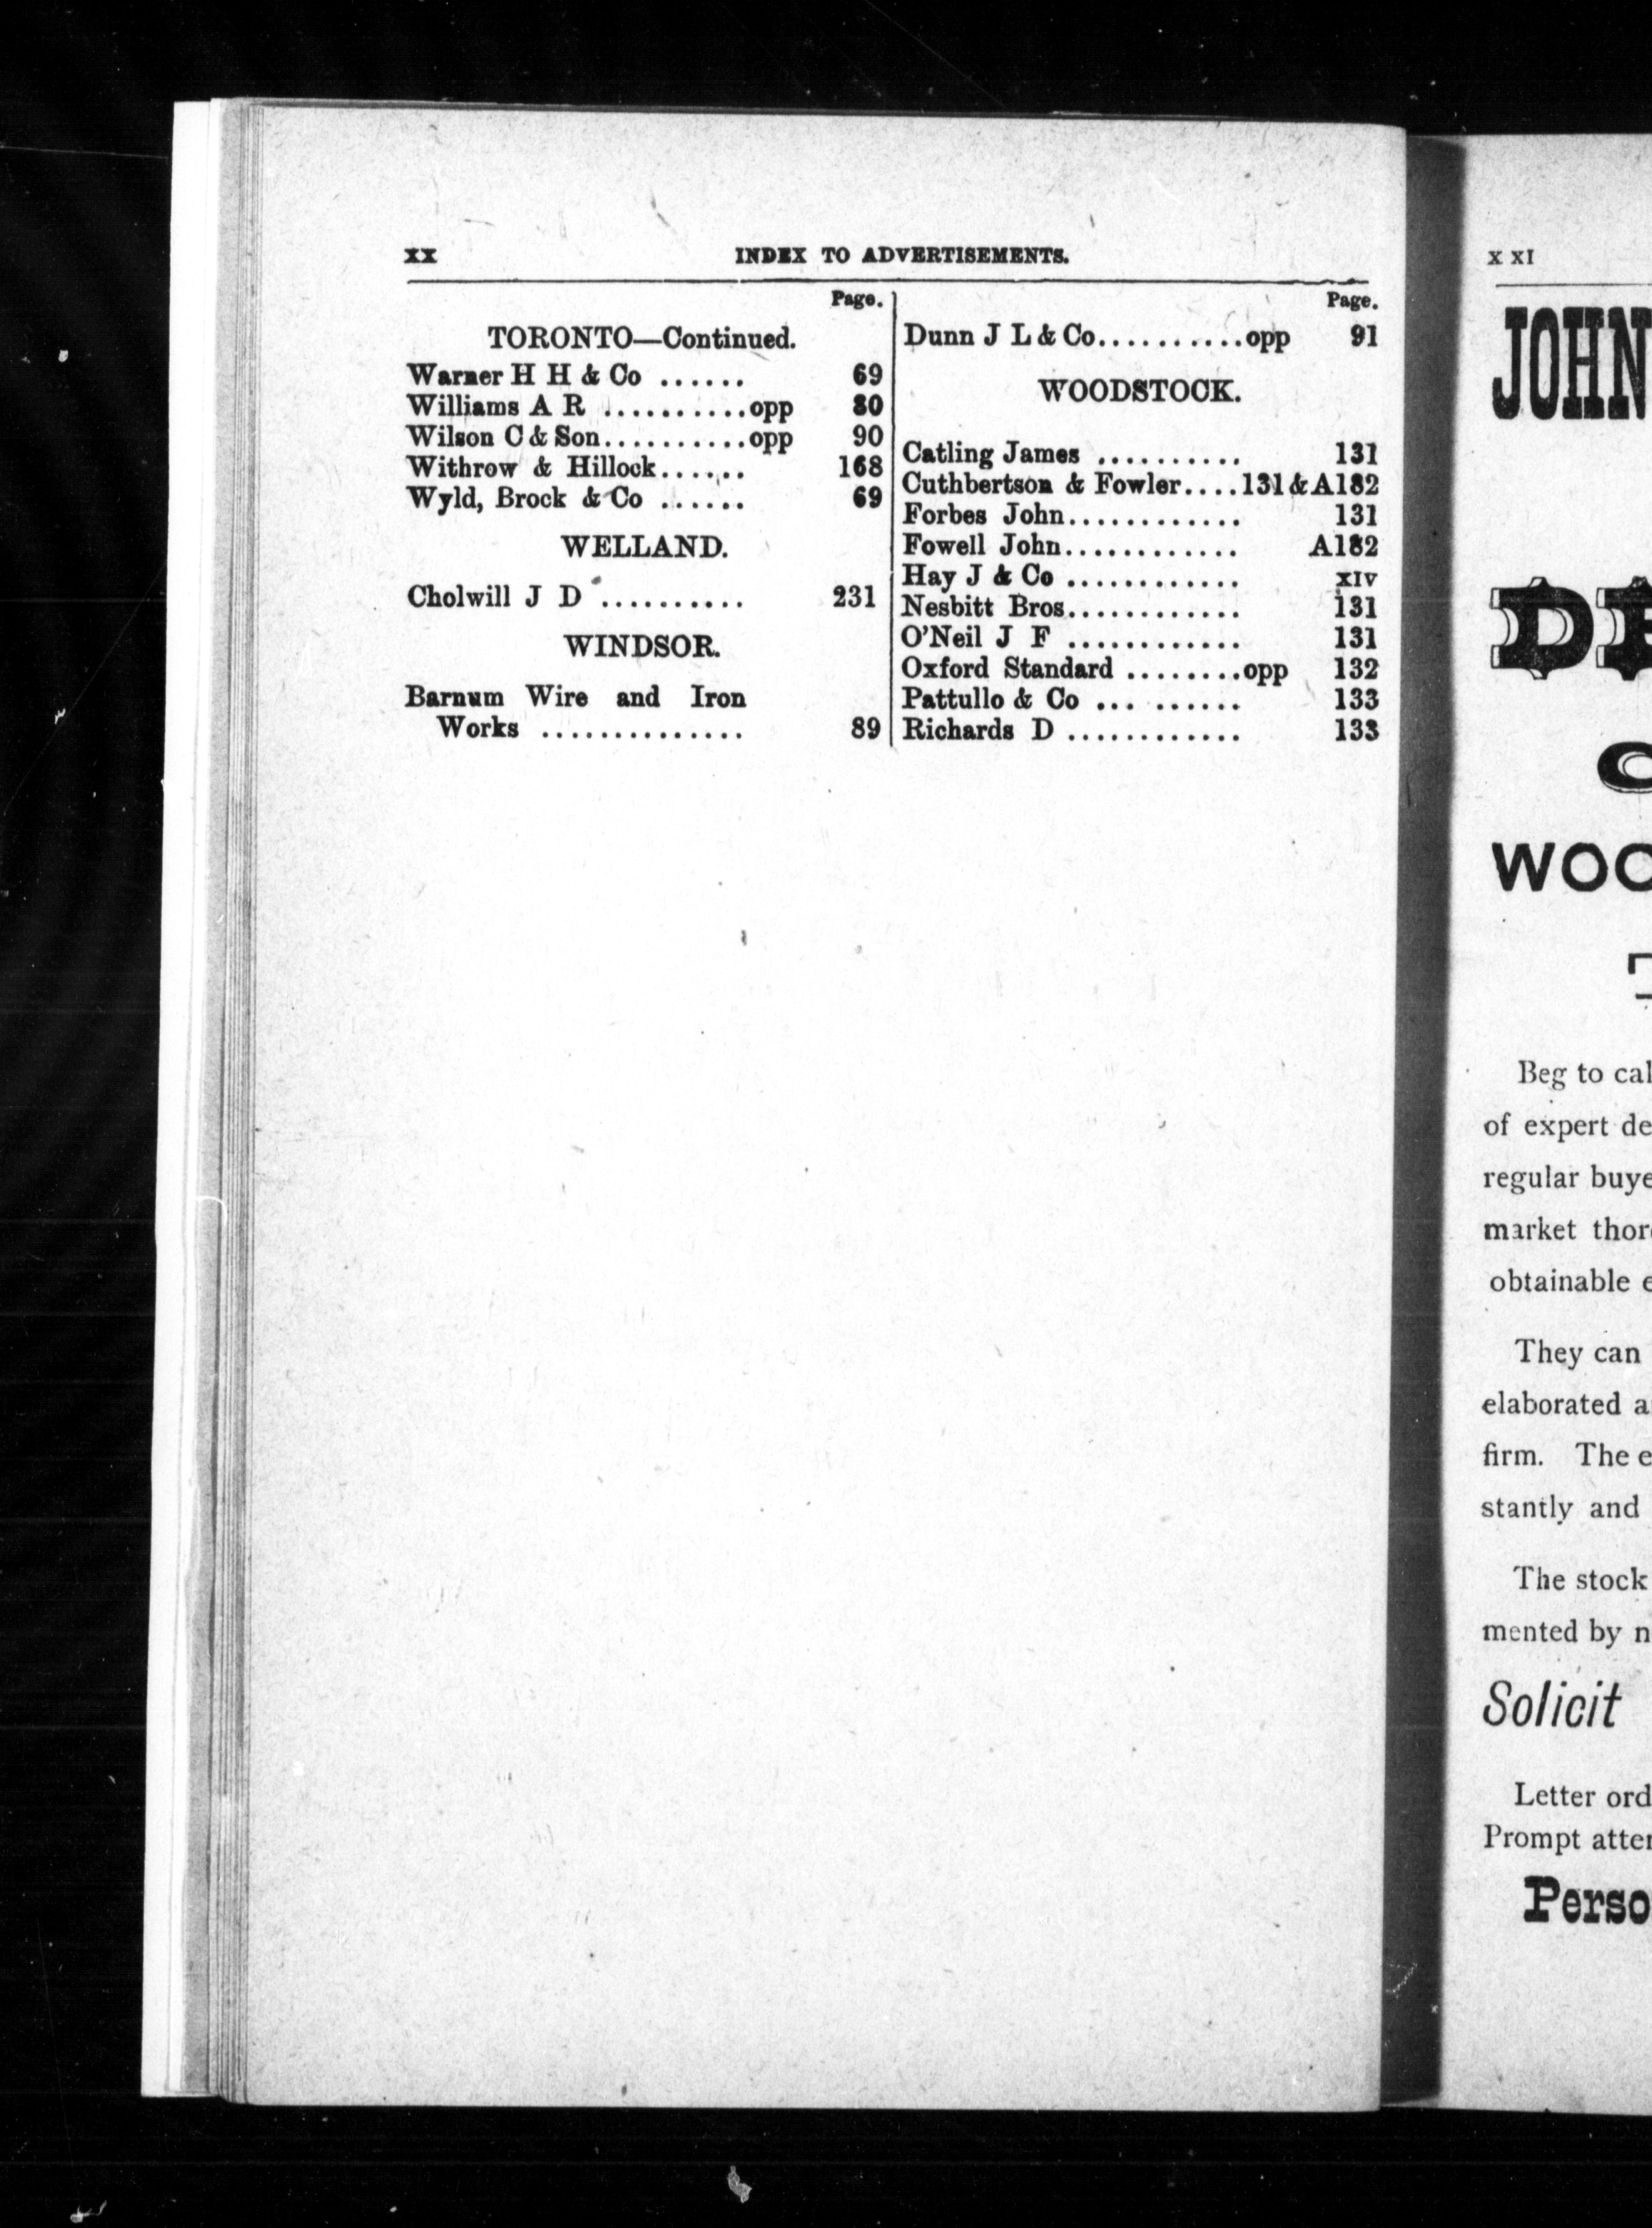 XX INDEX TO ADVERTISEMENTS.
Page.
TORONTO—Continued.
Warner H H & Co ...... 69
Williams A R ..........opp 80
Wilson C & Son..........opp 90
Withrow & Hillock...... 168
Wyld, Brock & Co ...... 69
WELLAND.
Cholwill J D .......... 231
WINDSOR.
Barnum Wire and Iron
Works .............. 89
Page.
Dunn J L & Co..........opp 91
WOODSTOCK.
Catling James .......... 131
Cuthbertson & Fowler....131 & A182
Forbes John............ 131
Fowell John............ A182
Hay J & Co ............ XIV
Nesbitt Bros............ 131
O'Neil J F ............ 131
Oxford Standard ........opp 132
Pattullo & Co ... ...... 133
Richards D ............ 133
X XI
JOHN
WOO
Beg to cal
of expert de
regular buye
market thor
obtainable e
They can
elaborated a
firm. The e
stantly and
The stock
mented by n
Solicit
Letter ord
Prompt atter
Perso